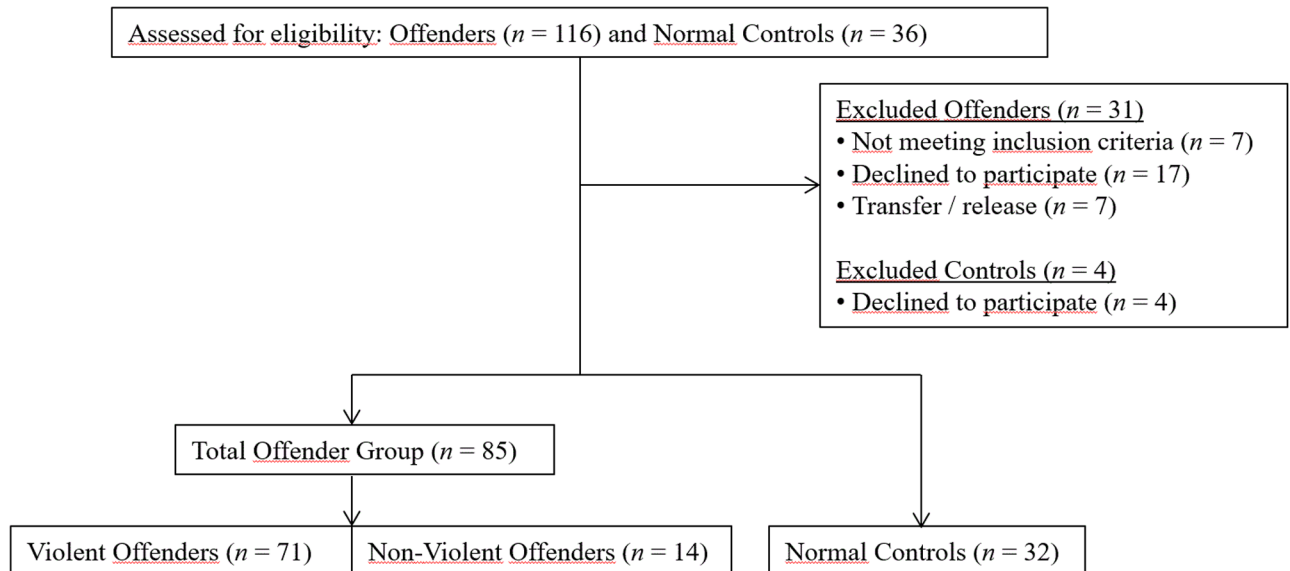 Assessed for eligibility: Offenders (n = 116) and Normal Controls (n = 36)
Excluded Offenders (n = 31)
• Not meeting inclusion criteria (n = 7)
• Declined to participate (n = 17)
• Transfer / release (n = 7)
Excluded Controls (n = 4)
• Declined to participate (n = 4)
Total Offender Group (n = 85)
Violent Offenders (n = 71)
Non-Violent Offenders (n = 14)
Normal Controls (n = 32)